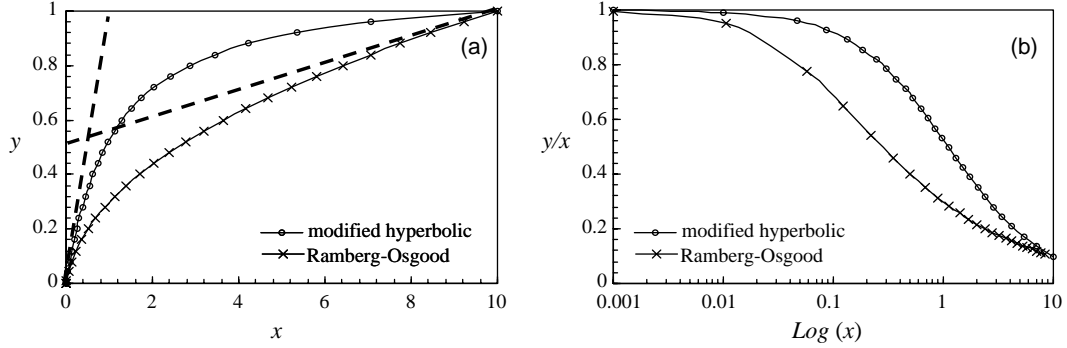 1
0.8
0.6
y
0.4
0.2
0
0
2
4
6
8
10
x
(a)
modified hyperbolic
Ramberg-Osgood
1
0.8
0.6
y/x
0.4
0.2
0
0.001
0.01
0.1
1
10
Log (x)
(b)
modified hyperbolic
Ramberg-Osgood